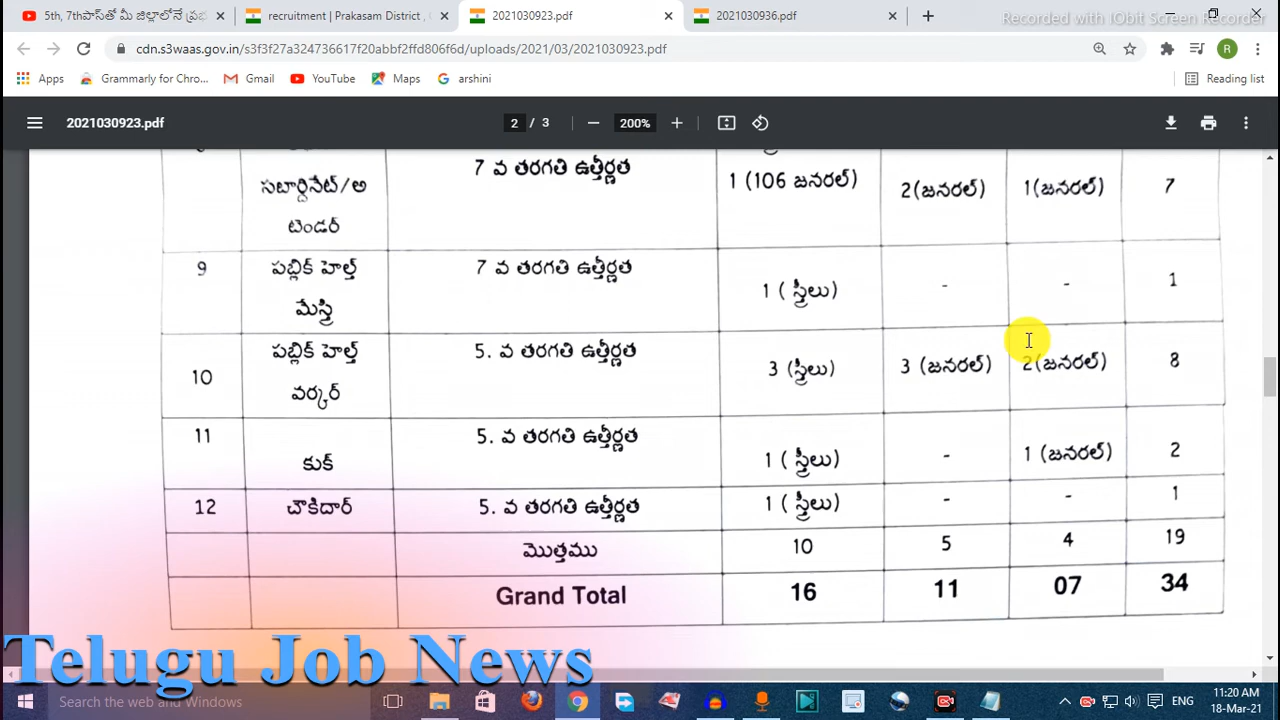 5th, 7thపాస్‌తో మీ జిల్లాలోనే ప్ర
recruitment | Prakasam District ,
2021030923.pdf
2021030936.pdf
Recorded with IObit Screen Recorder
cdn.s3waas.gov.in/s3f3f27a324736617f20abbf2ffd806f6d/uploads/2021/03/2021030923.pdf
R
Apps Grammarly for Chro... Gmail YouTube Maps arshini Reading list
2021030923.pdf 2 / 3 200%
7 వ తరగతి ఉత్తీర్ణత
1 (106 జనరల్)
సబార్డినేట్/అ
2(జనరల్) 1(జనరల్) 7
టెండర్
9 పబ్లిక్ హెల్త్ 7 వ తరగతి ఉత్తీర్ణత
1 ( స్త్రీలు) - - 1
మేస్త్రి
పబ్లిక్ హెల్త్ 5. వ తరగతి ఉత్తీర్ణత
10 3 (స్త్రీలు) 3 (జనరల్) 2(జనరల్) 8
వర్కర్
11 5. వ తరగతి ఉత్తీర్ణత
కుక్ 1 ( స్త్రీలు) - 1 (జనరల్) 2
12 చౌకిదార్ 5. వ తరగతి ఉత్తీర్ణత 1 ( స్త్రీలు) - - 1
మొత్తము 10 5 4 19
Grand Total 16 11 07 34
Telugu Job News
Search the web and Windows
ENG
11:20 AM
18-Mar-21